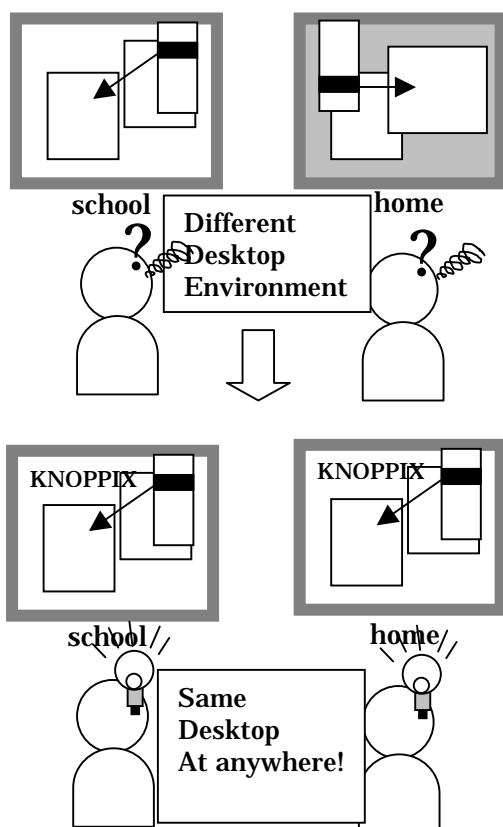 school
home
?
?
Different
Desktop
Environment
KNOPPIX
KNOPPIX
school
home
Same
Desktop
At anywhere!